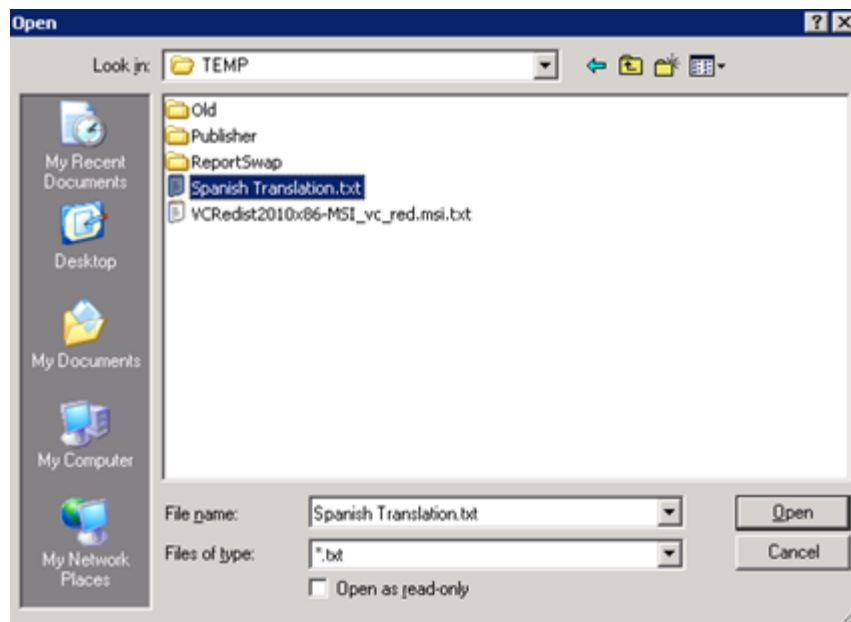 Open
Look in: TEMP
Old
Publisher
ReportSwap
Spanish Translation.txt
VCRedist2010x86-MSI_vc_red.msi.txt
My Recent
Documents
Desktop
My Documents
My Computer
My Network
Places
File name: Spanish Translation.txt Open
Files of type: *.txt Cancel
Open as read-only